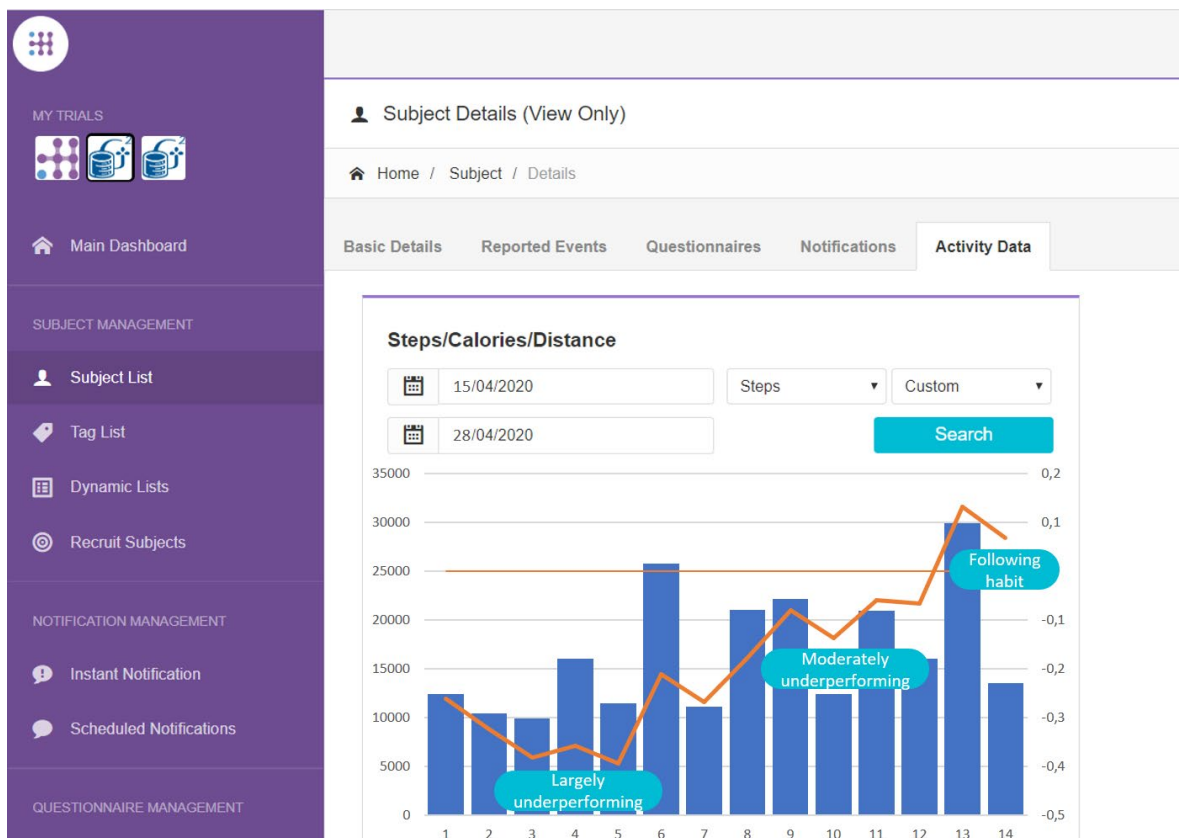 MY TRIALS
Main Dashboard
SUBJECT MANAGEMENT
Subject List
Tag List
Dynamic Lists
Recruit Subjects
NOTIFICATION MANAGEMENT
Instant Notification
Scheduled Notifications
QUESTIONNAIRE MANAGEMENT
Subject Details (View Only)
Home / Subject / Details
Basic Details Reported Events Questionnaires Notifications Activity Data
Steps/Calories/Distance
15/04/2020 Steps Custom
28/04/2020 Search
35000 0,2
30000 0,1
25000
20000 -0,1
15000 -0,2
10000 -0,3
5000 -0,4
0 -0,5
Following
habit
Moderately
underperforming
Largely
underperforming
1 2 3 4 5 6 7 8 9 10 11 12 13 14